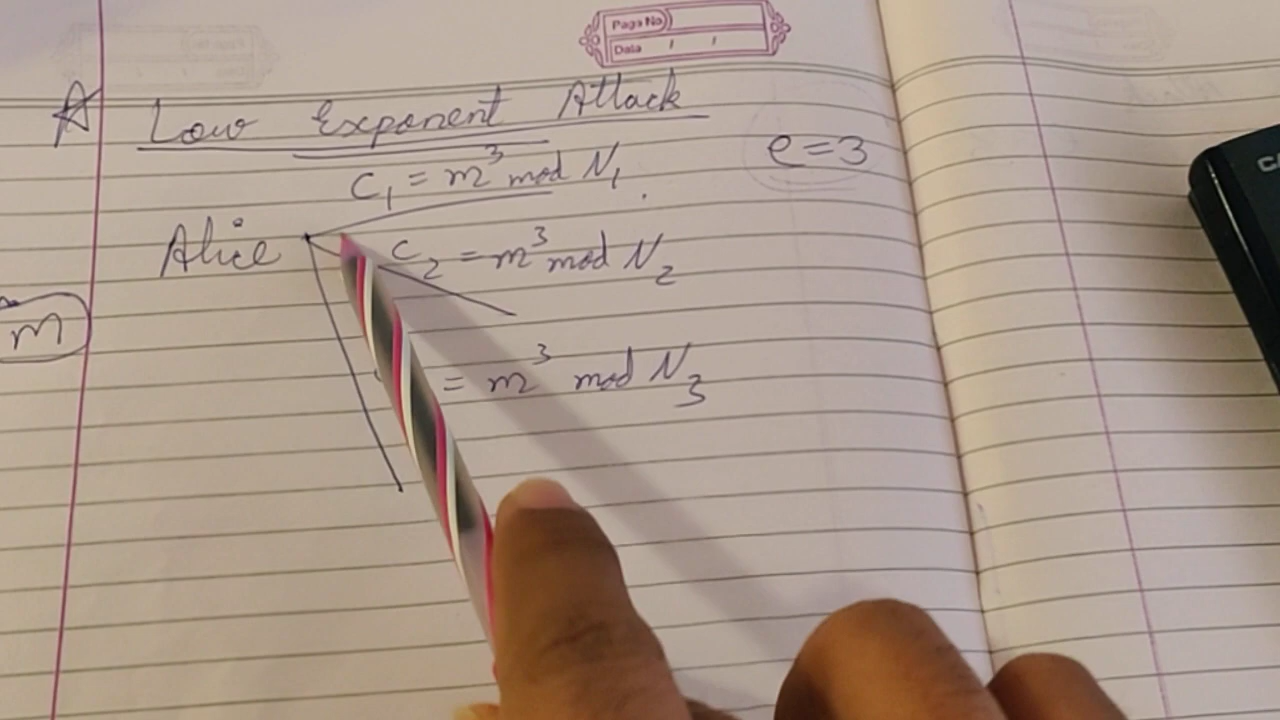 Page No
Date / /
A Low Exponent Attack
e=3
C₁ = m³ mod N₁
Alice
C₂ = m³ mod N₂
m
= m³ mod N₃